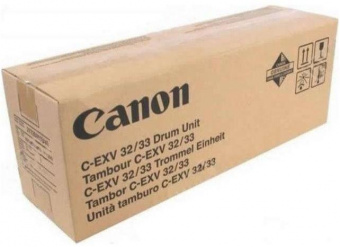 Canon
C-EXV 32/33 Drum Unit
Tambour C-EXV 32/33
C-EXV 32/33 Trommel Einheit
Tambor C-EXV 32/33
Unità tamburo C-EXV 32/33